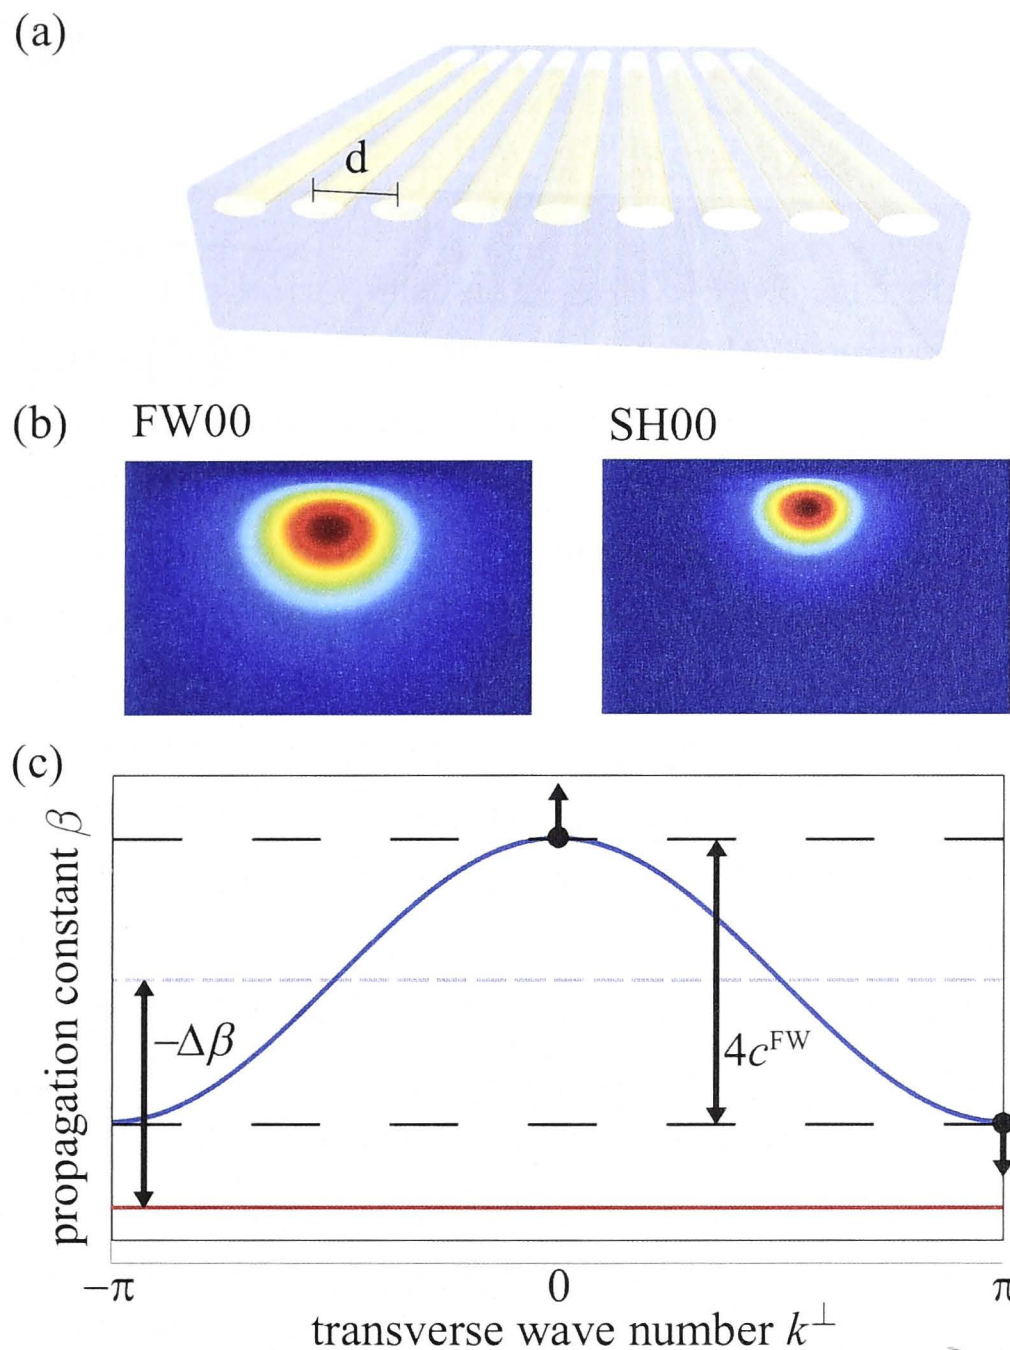 (a)
d
(b) FW00 SH00
(c)
propagation constant β
−Δβ
4c^FW
−π 0 π
transverse wave number k^⊥